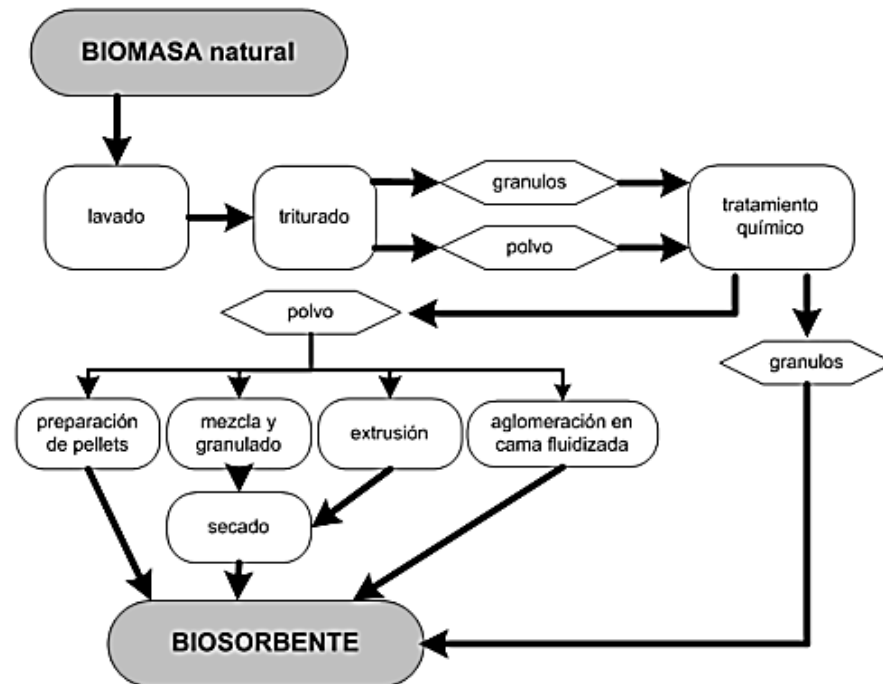 BIOMASA natural
lavado
triturado
granulos
polvo
tratamiento
químico
polvo
granulos
preparación
de pellets
mezcla y
granulado
extrusión
aglomeración en
cama fluidizada
secado
BIOSORBENTE